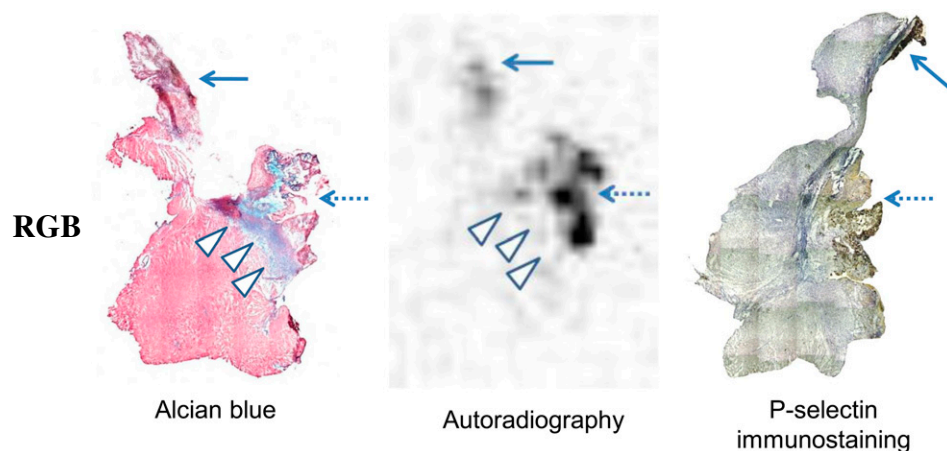 RGB
Alcian blue
Autoradiography
P-selectin
immunostaining